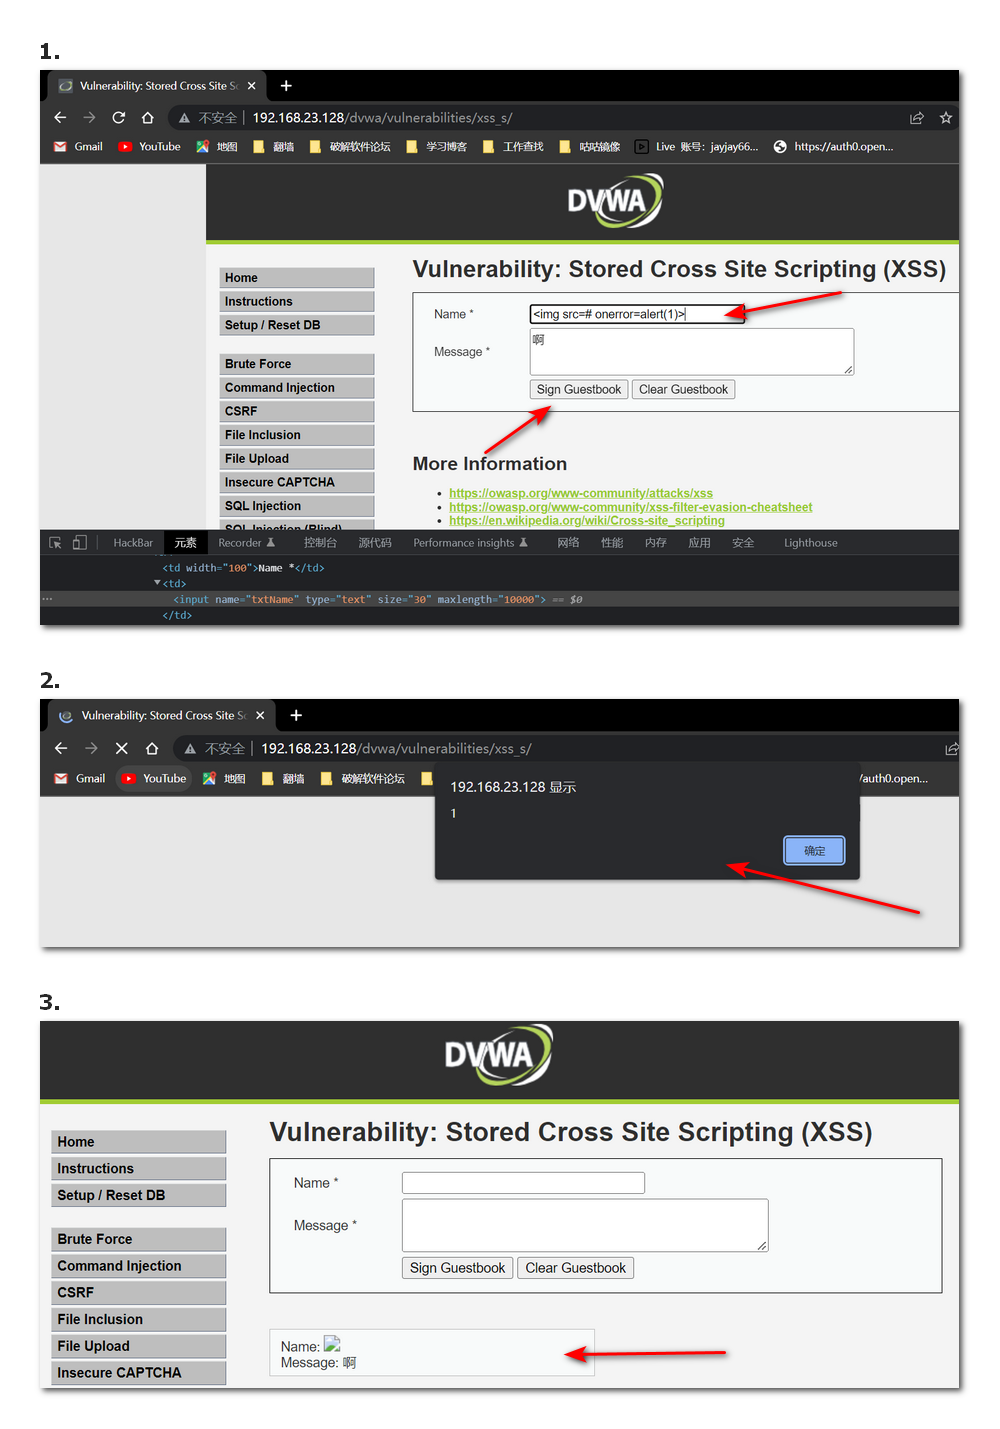 1.
Vulnerability: Stored Cross Site Sc
不安全 | 192.168.23.128/dvwa/vulnerabilities/xss_s/
Gmail YouTube 地图 翻墙 破解软件论坛 学习博客 工作查找 咕咕镜像 Live 账号：jayjay66... https://auth0.open...
DVWA
Vulnerability: Stored Cross Site Scripting (XSS)
Home
Instructions
Setup / Reset DB
Brute Force
Command Injection
CSRF
File Inclusion
File Upload
Insecure CAPTCHA
SQL Injection
SQL Injection (Blind)
Name * <img src=# onerror=alert(1)>
Message * 啊
Sign Guestbook Clear Guestbook
More Information
https://owasp.org/www-community/attacks/xss
https://owasp.org/www-community/xss-filter-evasion-cheatsheet
https://en.wikipedia.org/wiki/Cross-site_scripting
HackBar 元素 Recorder 控制台 源代码 Performance insights 网络 性能 内存 应用 安全 Lighthouse
<td width="100">Name *</td>
<td>
<input name="txtName" type="text" size="30" maxlength="10000"> == $0
</td>
2.
Vulnerability: Stored Cross Site Sc
不安全 | 192.168.23.128/dvwa/vulnerabilities/xss_s/
Gmail YouTube 地图 翻墙 破解软件论坛 /auth0.open...
192.168.23.128 显示
1
确定
3.
DVWA
Vulnerability: Stored Cross Site Scripting (XSS)
Home
Instructions
Setup / Reset DB
Brute Force
Command Injection
CSRF
File Inclusion
File Upload
Insecure CAPTCHA
Name *
Message *
Sign Guestbook Clear Guestbook
Name:
Message: 啊